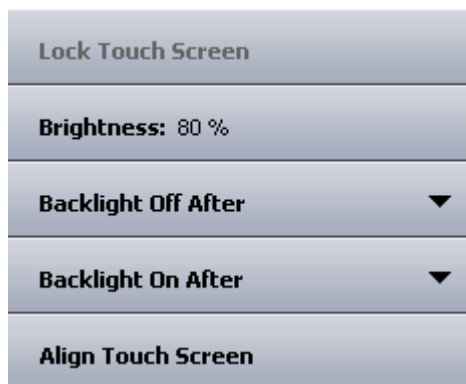 Lock Touch Screen
Brightness: 80 %
Backlight Off After
Backlight On After
Align Touch Screen